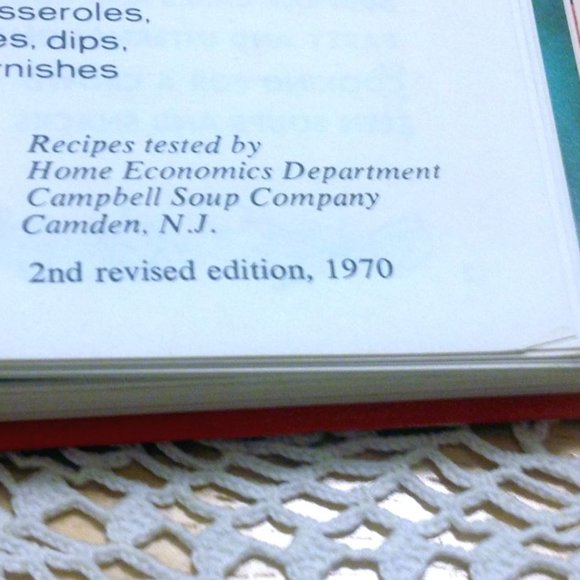 sseroles,
es, dips,
rnishes
Recipes tested by
Home Economics Department
Campbell Soup Company
Camden, N.J.
2nd revised edition, 1970